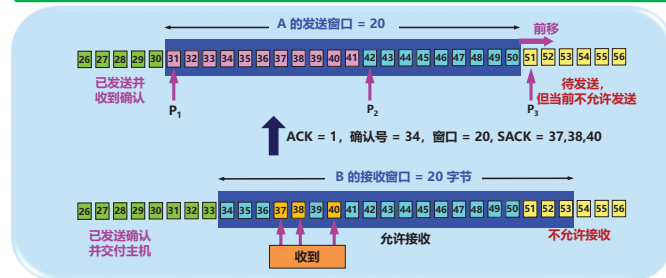 A 的发送窗口 = 20
前移
26 27 28 29 30 31 32 33 34 35 36 37 38 39 40 41 42 43 44 45 46 47 48 49 50 51 52 53 54 55 56
已发送并
收到确认
待发送，
但当前不允许发送
P1 P2 P3
ACK = 1，确认号 = 34，窗口 = 20, SACK = 37,38,40
B 的接收窗口 = 20 字节
26 27 28 29 30 31 32 33 34 35 36 37 38 39 40 41 42 43 44 45 46 47 48 49 50 51 52 53 54 55 56
已发送确认
并交付主机
允许接收
不允许接收
收到